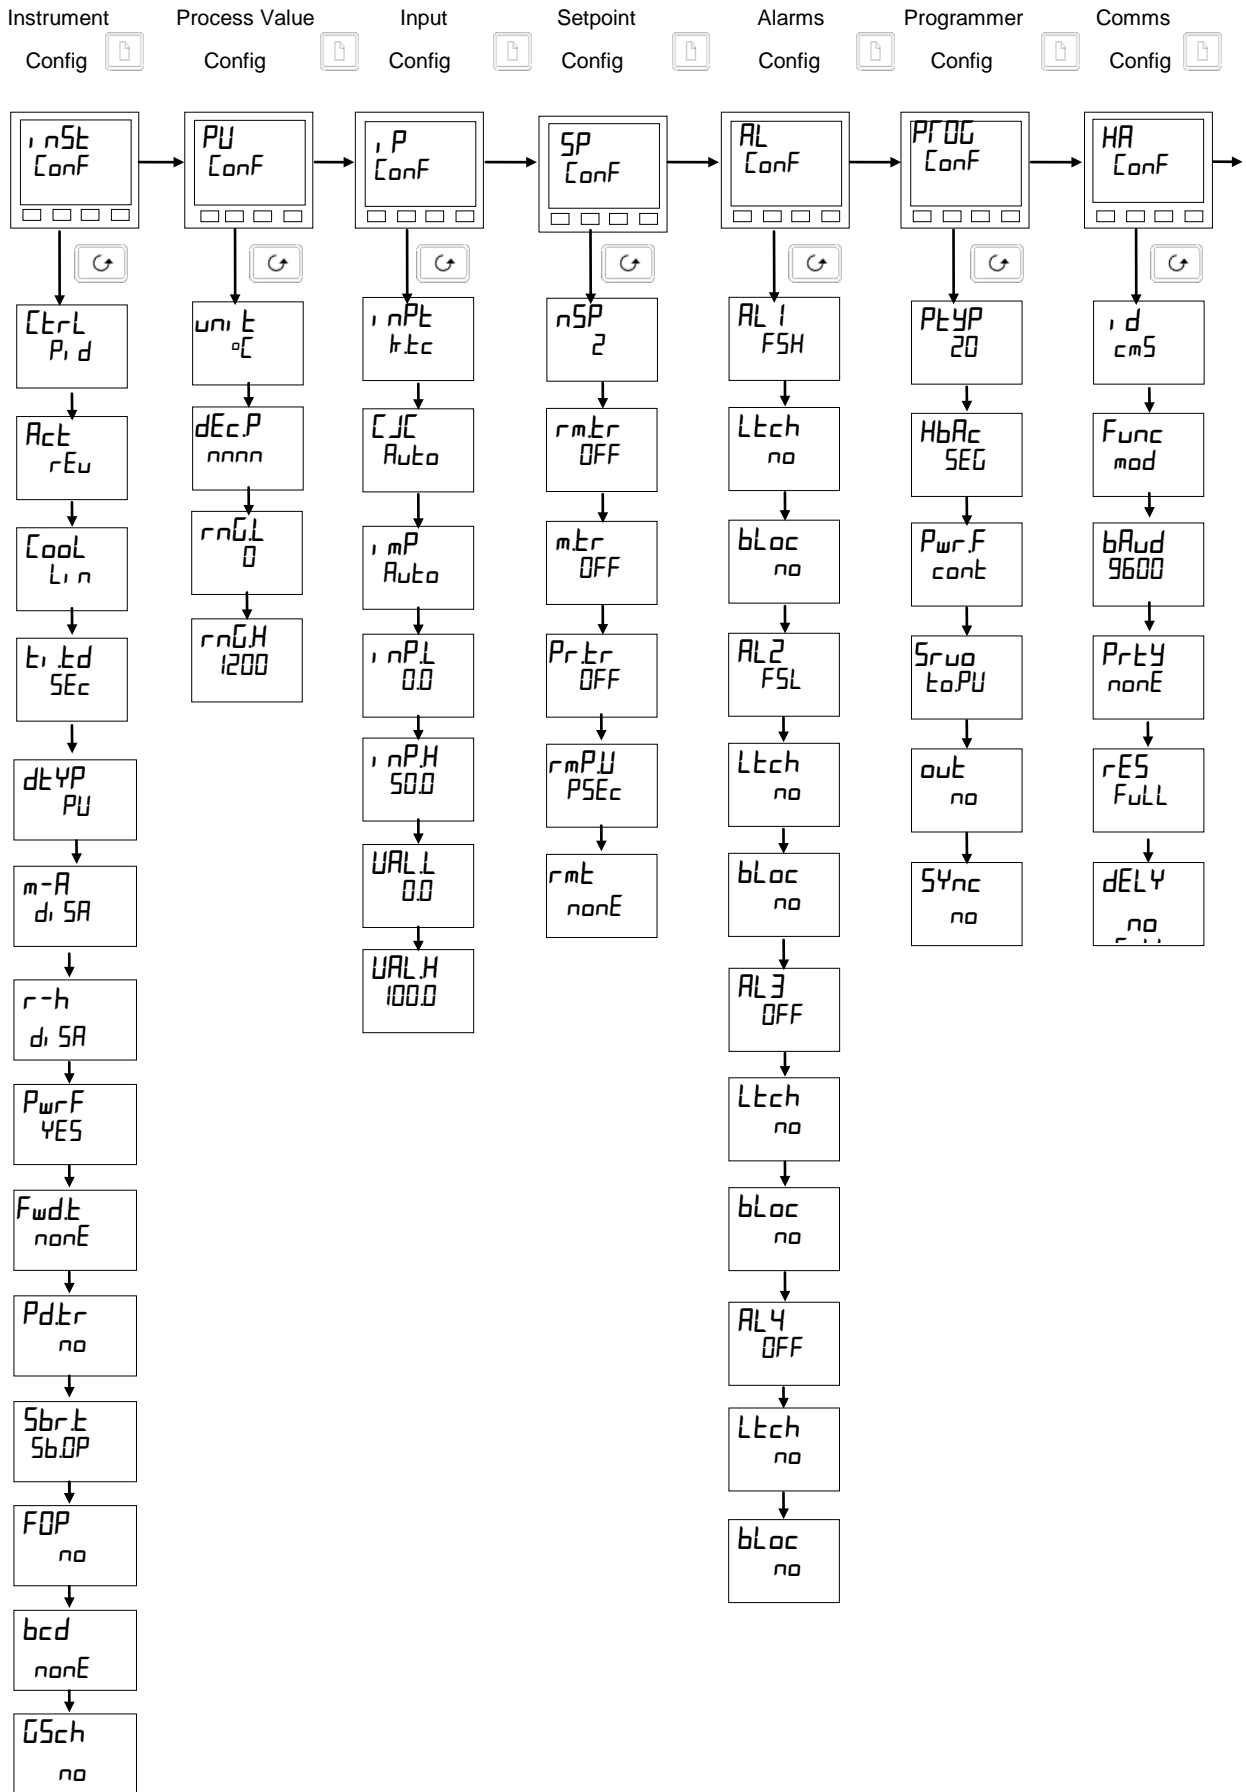 Instrument
Config
Process Value
Config
Input
Config
Setpoint
Config
Alarms
Config
Programmer
Config
Comms
Config
inSt
ConF
PV
ConF
iP
ConF
SP
ConF
AL
ConF
PrOG
ConF
HA
ConF
CtrL
Pid
Act
rEv
CooL
Lin
ti.td
SEc
dtYP
PV
m-A
diSA
r-h
diSA
PwrF
YES
Fwd.t
nonE
Pd.tr
no
Sbr.t
Sb.OP
FOP
no
bcd
nonE
GSch
no
unit
°C
dEc.P
nnnn
rnG.L
0
rnG.H
1200
inPt
k.tc
CJC
Auto
imP
Auto
inP.L
0.0
inP.H
50.0
VAL.L
0.0
VAL.H
100.0
nSP
2
rm.tr
OFF
m.tr
OFF
Pr.tr
OFF
rmP.U
PSEc
rmt
nonE
AL1
FSH
Ltch
no
bLoc
no
AL2
FSL
Ltch
no
bLoc
no
AL3
OFF
Ltch
no
bLoc
no
AL4
OFF
Ltch
no
bLoc
no
PtYP
20
HbAc
SEG
Pwr.F
cont
Srvo
to.PV
out
no
SYnc
no
id
cmS
Func
mod
bAud
9600
PrtY
nonE
rES
FuLL
dELY
no